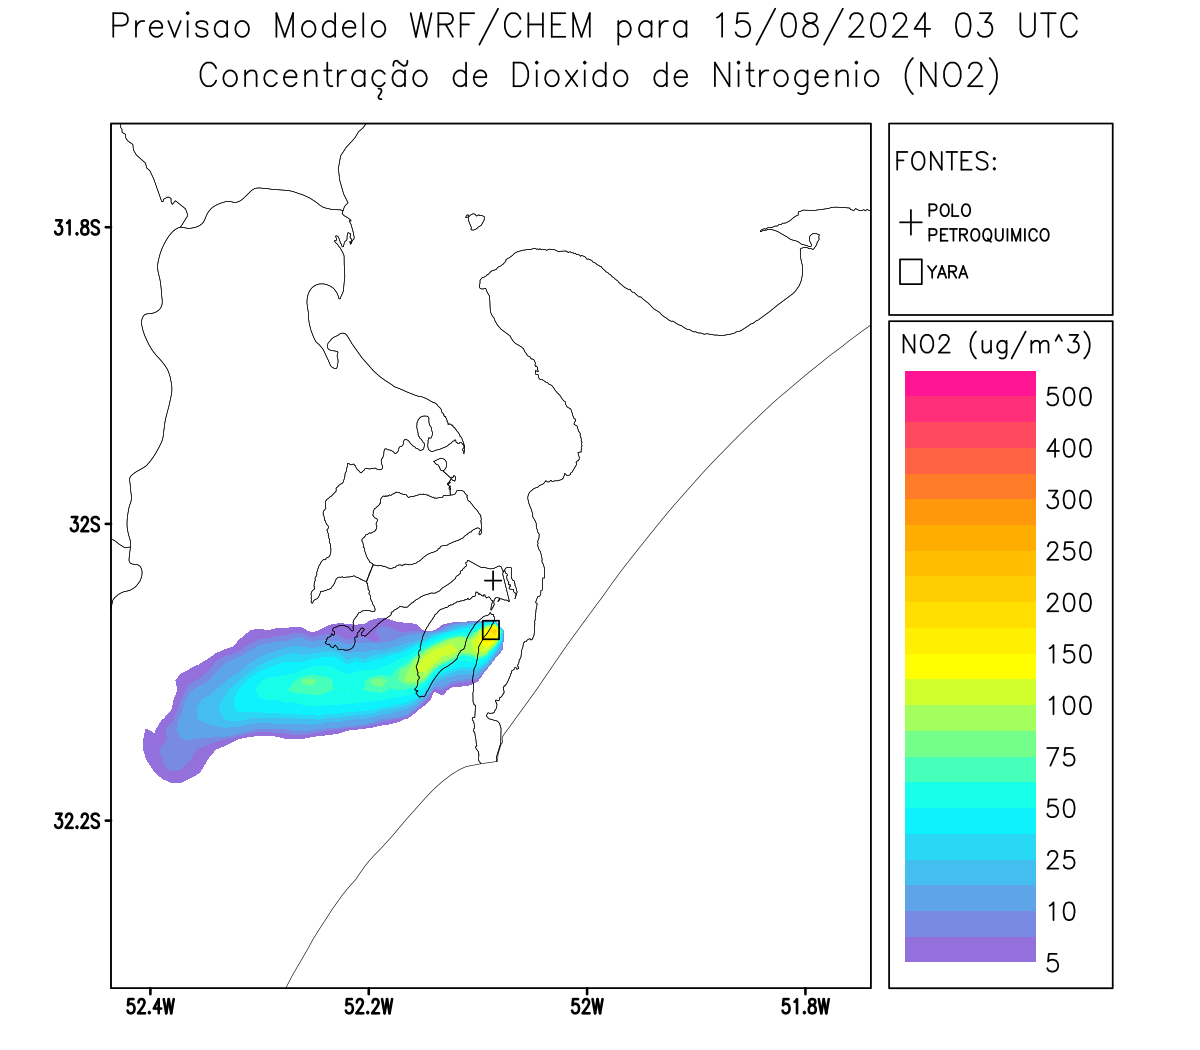 Previsao Modelo WRF/CHEM para 15/08/2024 03 UTC
Concentração de Dioxido de Nitrogenio (NO2)
FONTES:
POLO
PETROQUIMICO
YARA
NO2 (ug/m^3)
500
400
300
250
200
150
100
75
50
25
10
5
31.8S
32S
32.2S
52.4W
52.2W
52W
51.8W